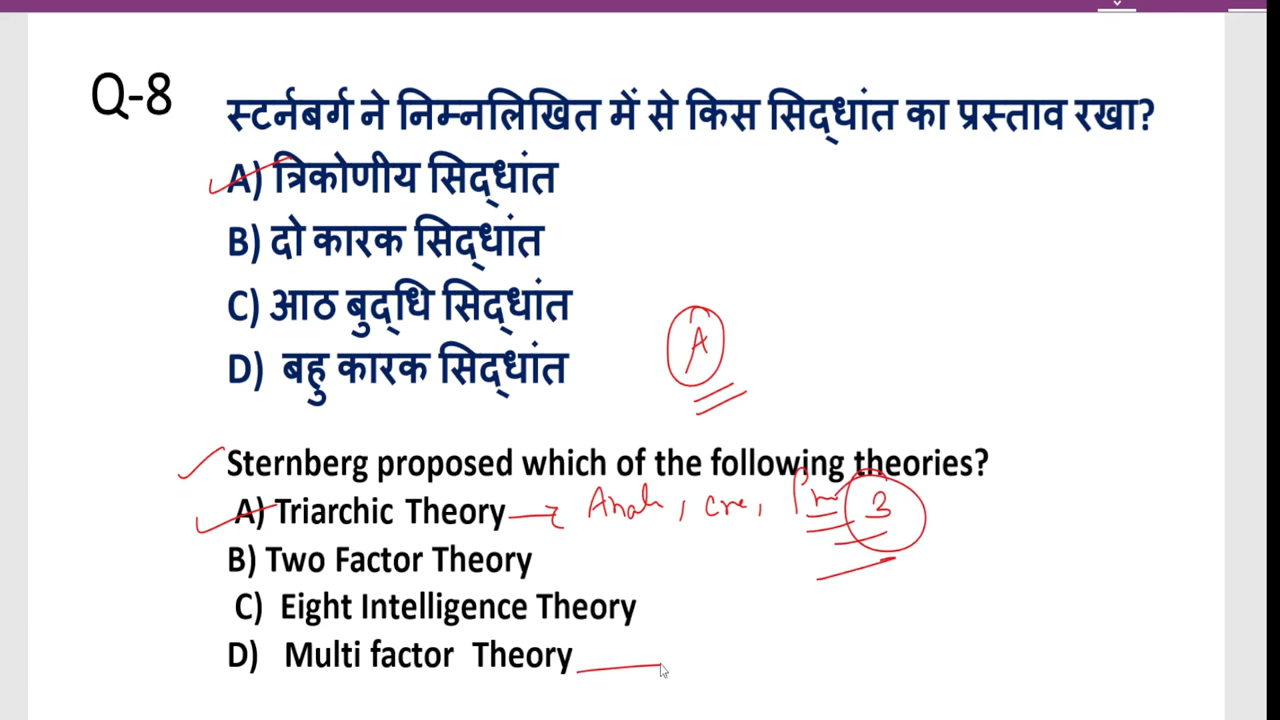 Q-8
स्टर्नबर्ग ने निम्नलिखित में से किस सिद्धांत का प्रस्ताव रखा?
A) त्रिकोणीय सिद्धांत
B) दो कारक सिद्धांत
C) आठ बुद्धि सिद्धांत
D) बहु कारक सिद्धांत
A
Sternberg proposed which of the following theories?
A) Triarchic Theory
cre, 3
B) Two Factor Theory
C) Eight Intelligence Theory
D) Multi factor Theory